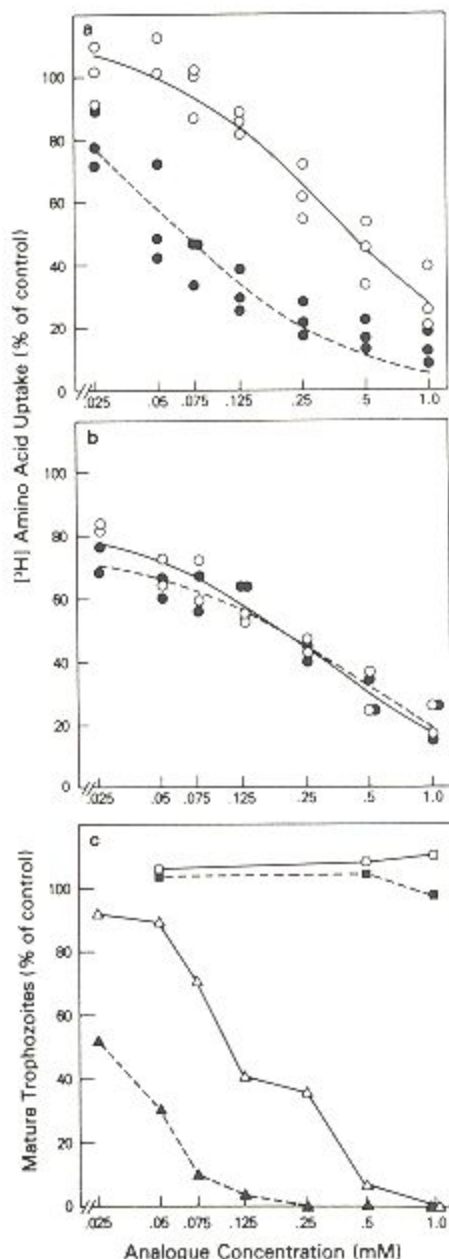 a
100
80
60
40
20
0
.025 .05 .075 .125 .25 .5 1.0
[³H] Amino Acid Uptake (% of control)
b
100
80
60
40
20
0
.025 .05 .075 .125 .25 .5 1.0
c
100
80
60
40
20
0
Mature Trophozoites (% of control)
.025 .05 .075 .125 .25 .5 1.0
Analogue Concentration [mM]